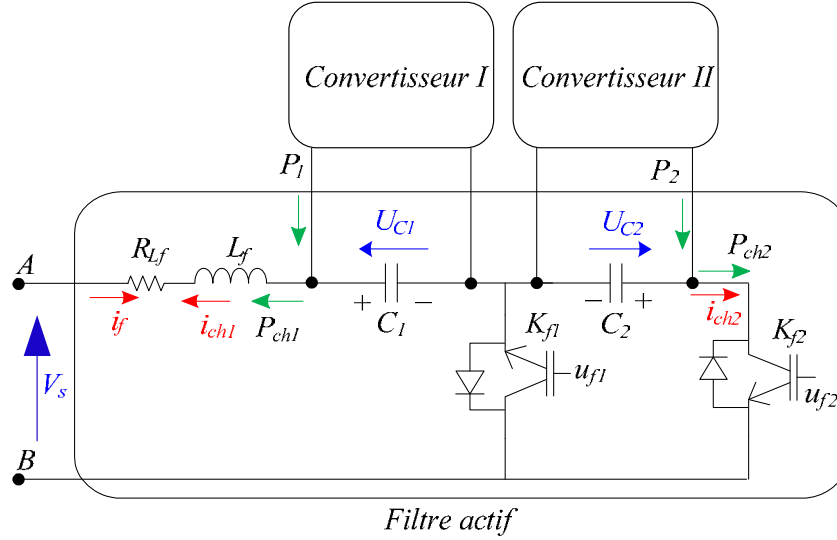 Convertisseur I
Convertisseur II
P1
P2
UC1
UC2
Pch2
RLf
Lf
A
if
ich1
Pch1
+
−
C1
−
+
C2
ich2
Kf1
Kf2
Vs
uf1
uf2
B
Filtre actif